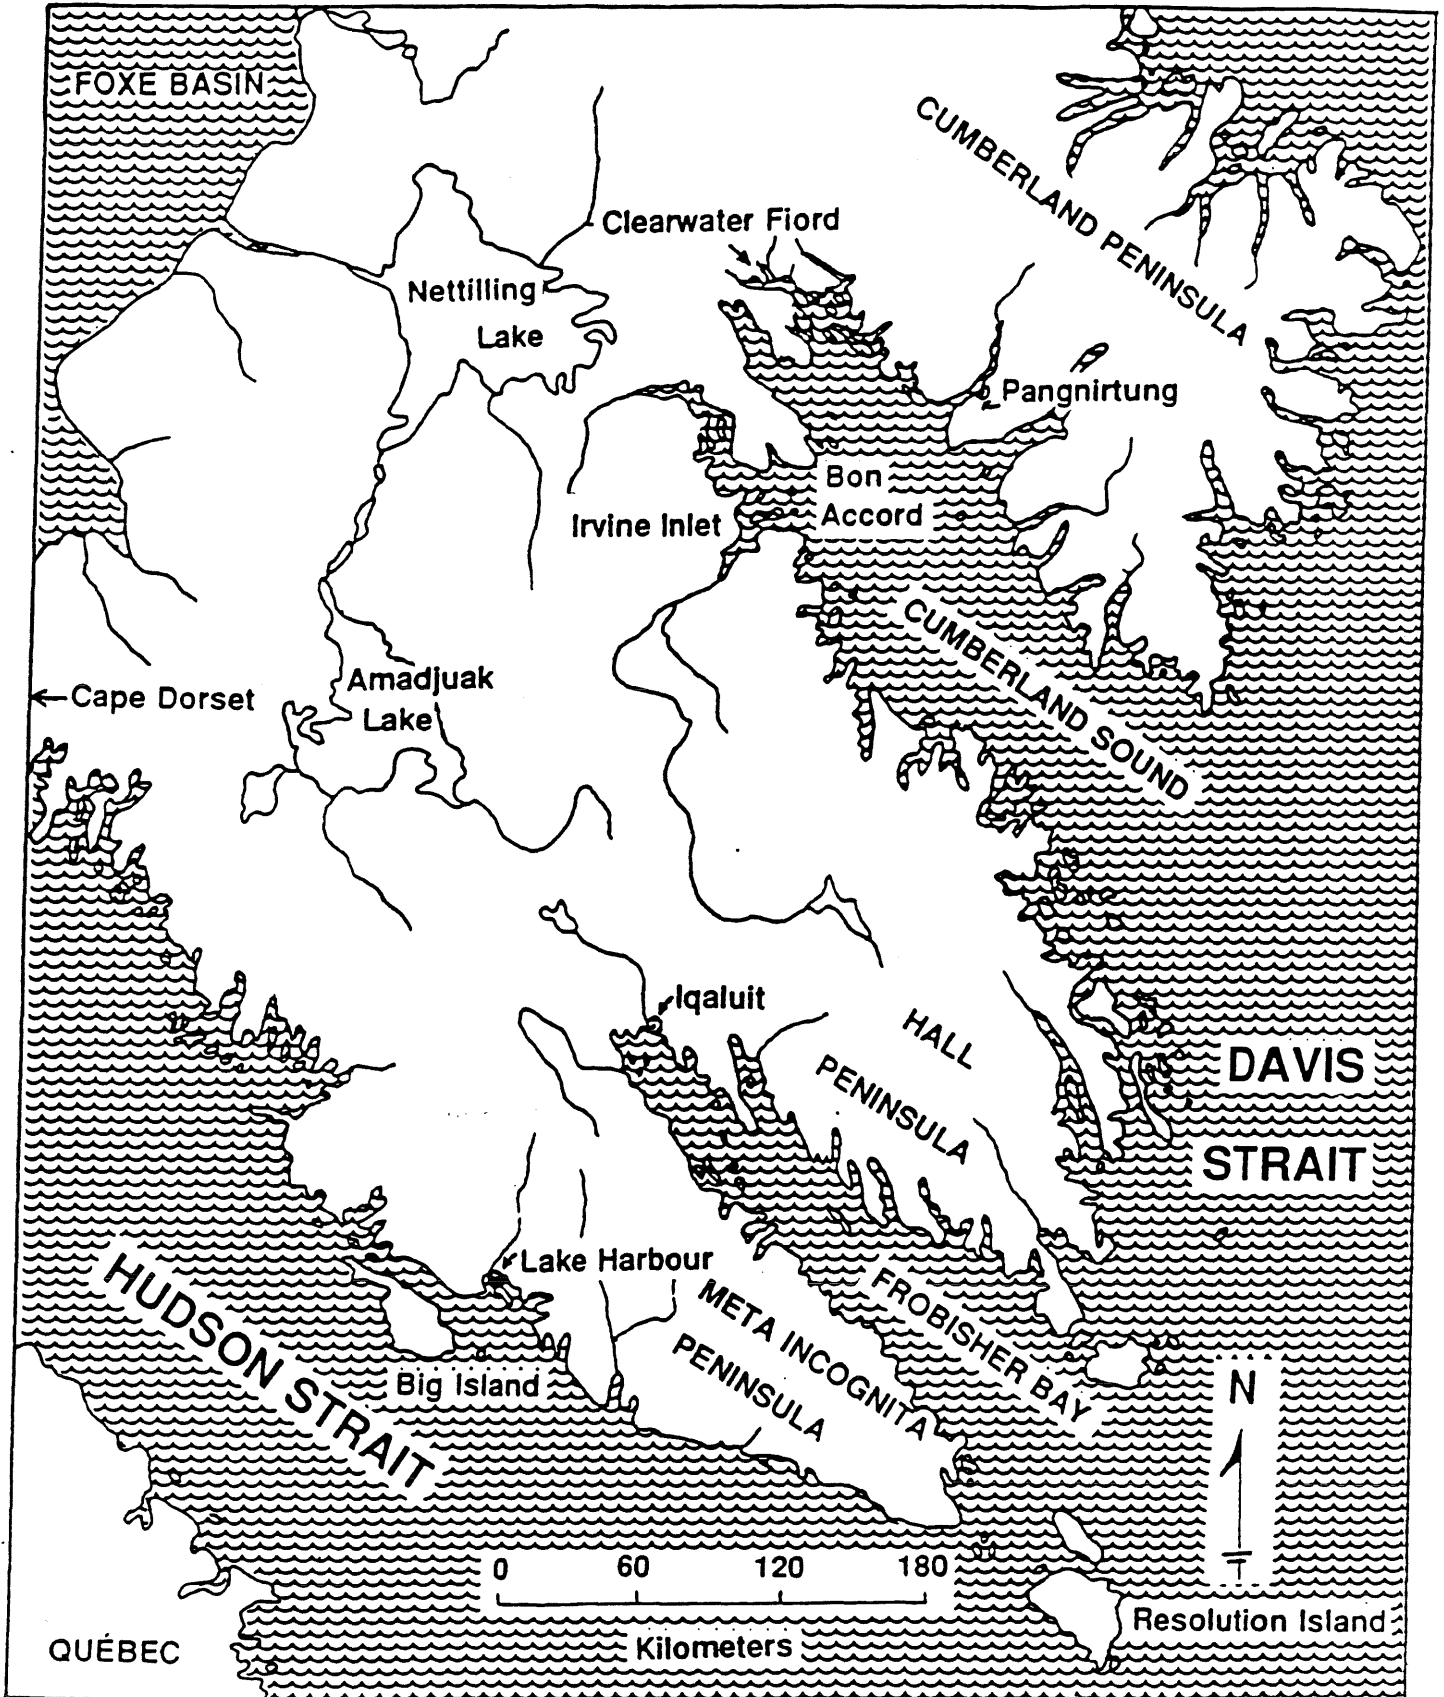 FOXE BASIN
CUMBERLAND PENINSULA
Clearwater Fiord
Nettilling
Lake
Pangnirtung
Bon
Accord
Irvine Inlet
CUMBERLAND SOUND
Amadjuak
Lake
Cape Dorset
Iqaluit
HALL
PENINSULA
DAVIS
STRAIT
Lake Harbour
HUDSON STRAIT
META INCOGNITA
PENINSULA
FROBISHER BAY
Big Island
N
0 60 120 180
Kilometers
Resolution Island
QUÉBEC